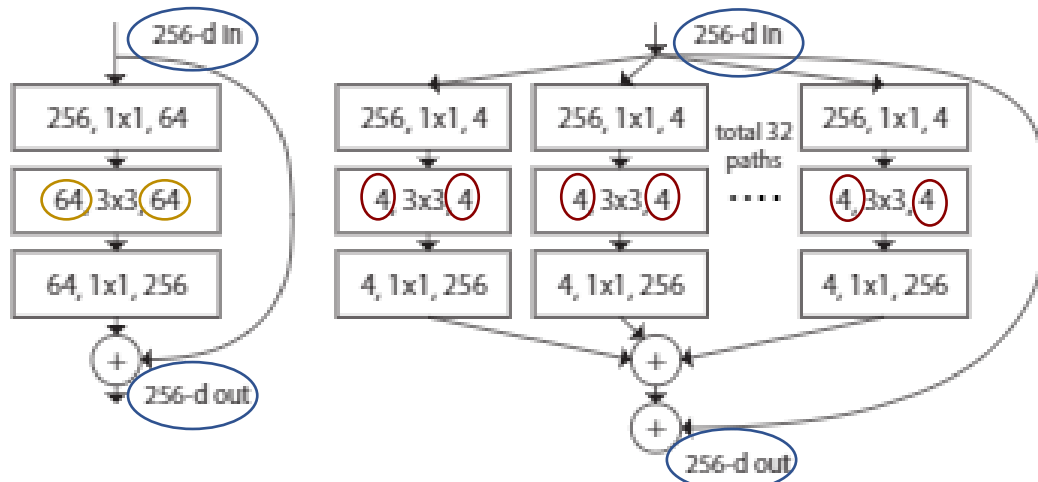 256-d in
256, 1x1, 64
64, 3x3, 64
64, 1x1, 256
+
256-d out
256-d in
256, 1x1, 4
256, 1x1, 4
total 32
paths
256, 1x1, 4
4, 3x3, 4
4, 3x3, 4
....
4, 3x3, 4
4, 1x1, 256
4, 1x1, 256
4, 1x1, 256
+
+
256-d out